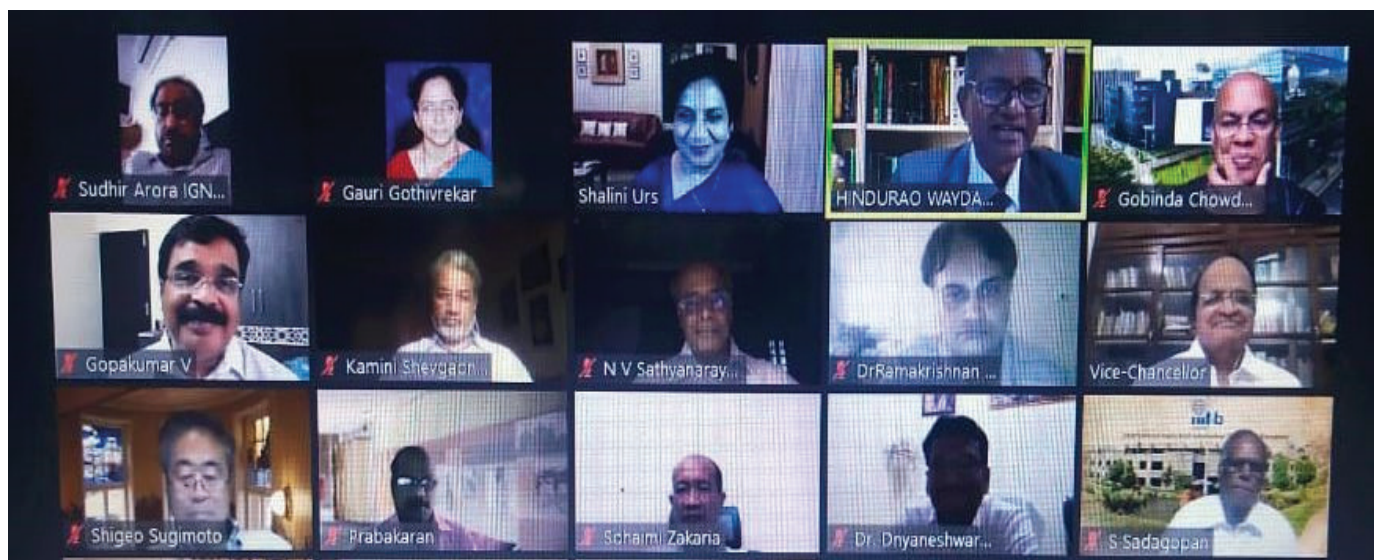 Sudhir Arora IGN...
Gauri Gothivrekar
Shalini Urs
HINDURAO WAYDA...
Gobinda Chowd...
Gopakumar V
Kamini Shevgaon...
N V Sathyanaray...
DrRamakrishnan ...
Vice-Chancellor
Shigeo Sugimoto
Prabakaran
Sohaimi Zakaria
Dr. Dnyaneshwar...
S Sadagopan